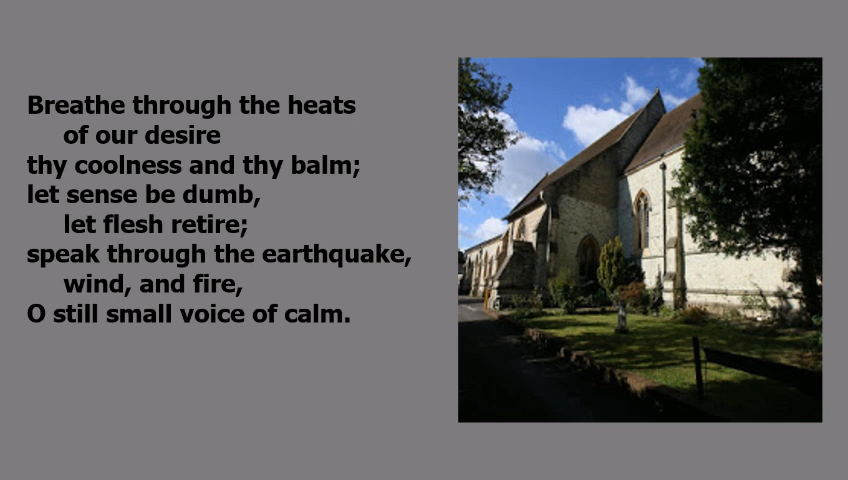 Breathe through the heats
of our desire
thy coolness and thy balm;
let sense be dumb,
let flesh retire;
speak through the earthquake,
wind, and fire,
O still small voice of calm.